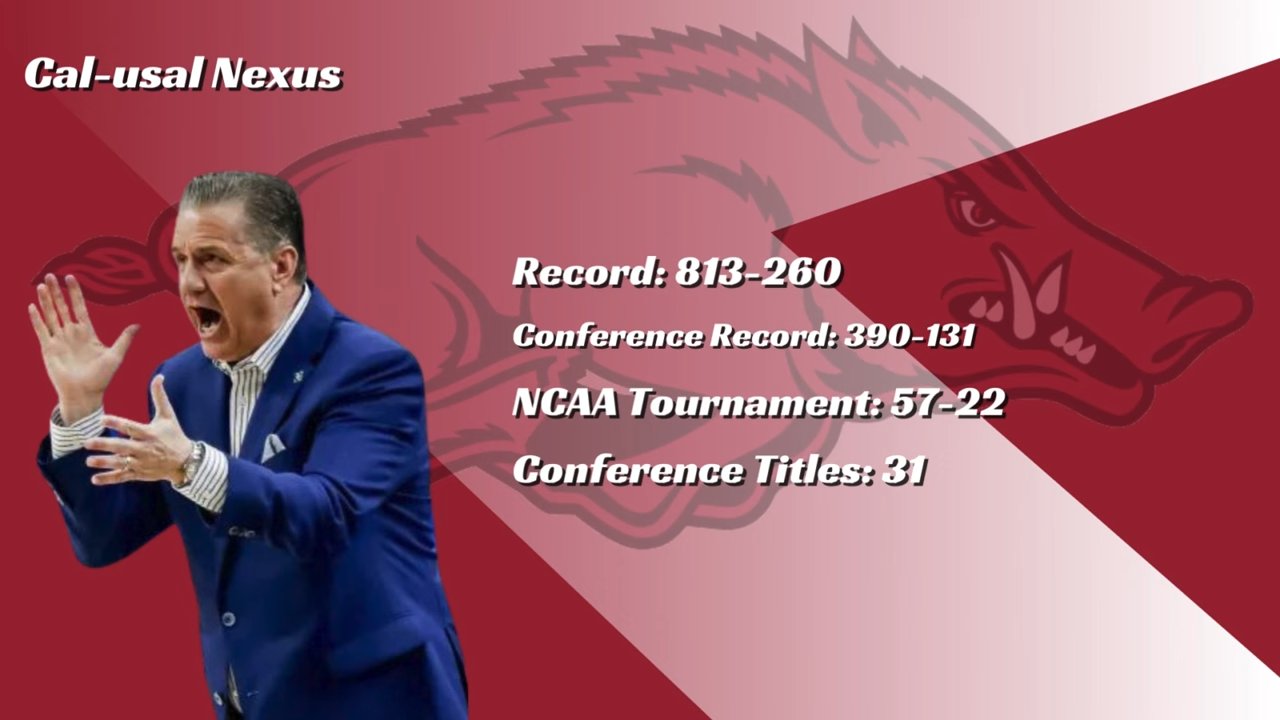 Cal-usal Nexus
Record: 813-260
Conference Record: 390-131
NCAA Tournament: 57-22
Conference Titles: 31